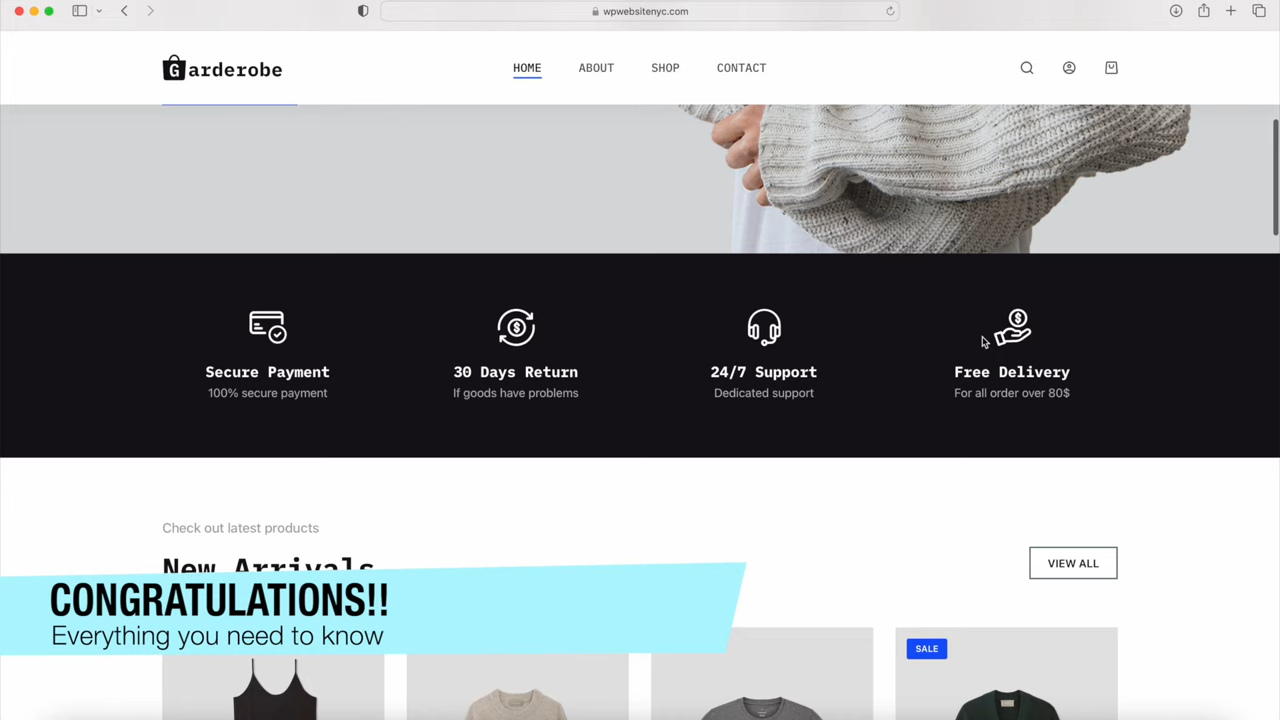 wpwebsitenyc.com
Garderobe
HOME ABOUT SHOP CONTACT
Secure Payment
100% secure payment
30 Days Return
If goods have problems
24/7 Support
Dedicated support
Free Delivery
For all order over 80$
Check out latest products
New Arrivals
VIEW ALL
CONGRATULATIONS!!
Everything you need to know
SALE